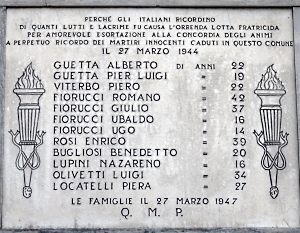 PERCHÉ GLI ITALIANI RICORDINO
DI QUANTI LUTTI E LACRIME FU CAUSA L'ORRENDA LOTTA FRATRICIDA
PER AMOREVOLE ESORTAZIONE ALLA CONCORDIA DEGLI ANIMI
A PERPETUO RICORDO DEI MARTIRI INNOCENTI CADUTI IN QUESTO COMUNE
IL 27 MARZO 1944
GUETTA ALBERTO DI ANNI 22
GUETTA PIER LUIGI " 19
VITERBO PIERO " 22
FIORUCCI ROMANO " 42
FIORUCCI GIULIO " 37
FIORUCCI UBALDO " 16
FIORUCCI UGO " 14
ROSI ENRICO " 39
BUGLIOSI BENEDETTO " 20
LUPINI NAZARENO " 16
OLIVETTI LUIGI " 34
LOCATELLI PIERA " 27
LE FAMIGLIE IL 27 MARZO 1947
Q. M. P.